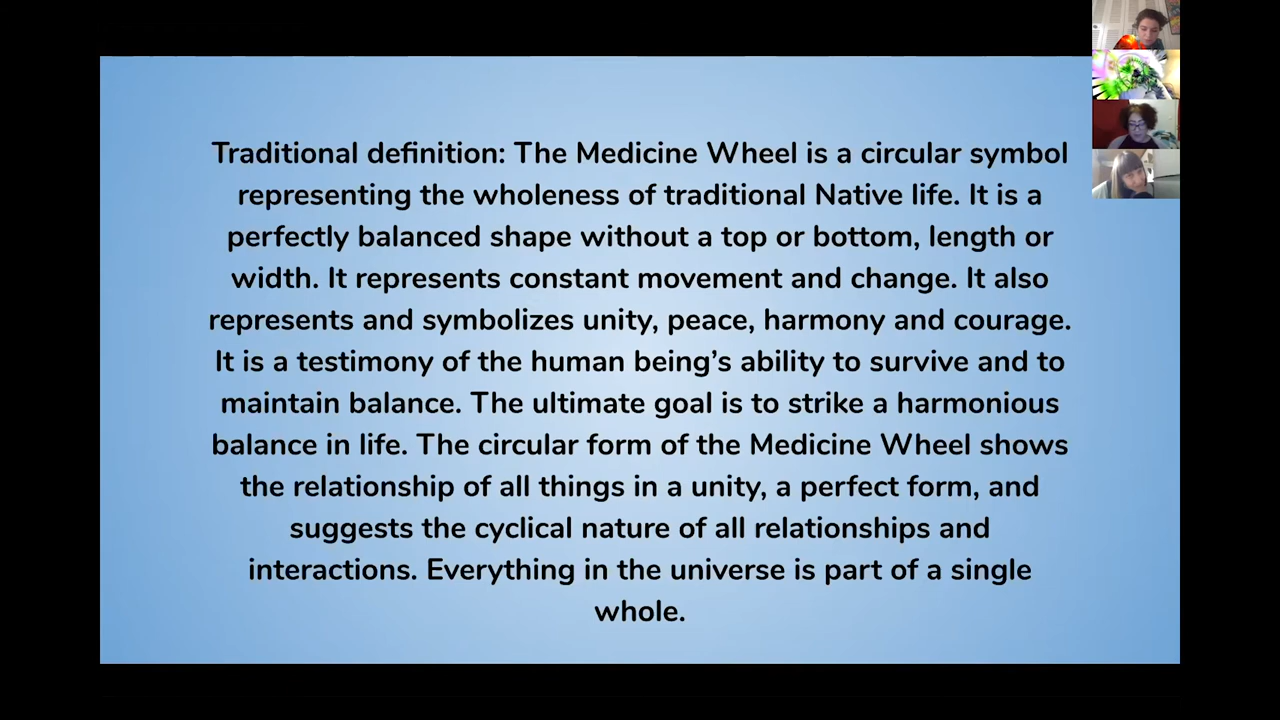 Traditional definition: The Medicine Wheel is a circular symbol
representing the wholeness of traditional Native life. It is a
perfectly balanced shape without a top or bottom, length or
width. It represents constant movement and change. It also
represents and symbolizes unity, peace, harmony and courage.
It is a testimony of the human being’s ability to survive and to
maintain balance. The ultimate goal is to strike a harmonious
balance in life. The circular form of the Medicine Wheel shows
the relationship of all things in a unity, a perfect form, and
suggests the cyclical nature of all relationships and
interactions. Everything in the universe is part of a single
whole.